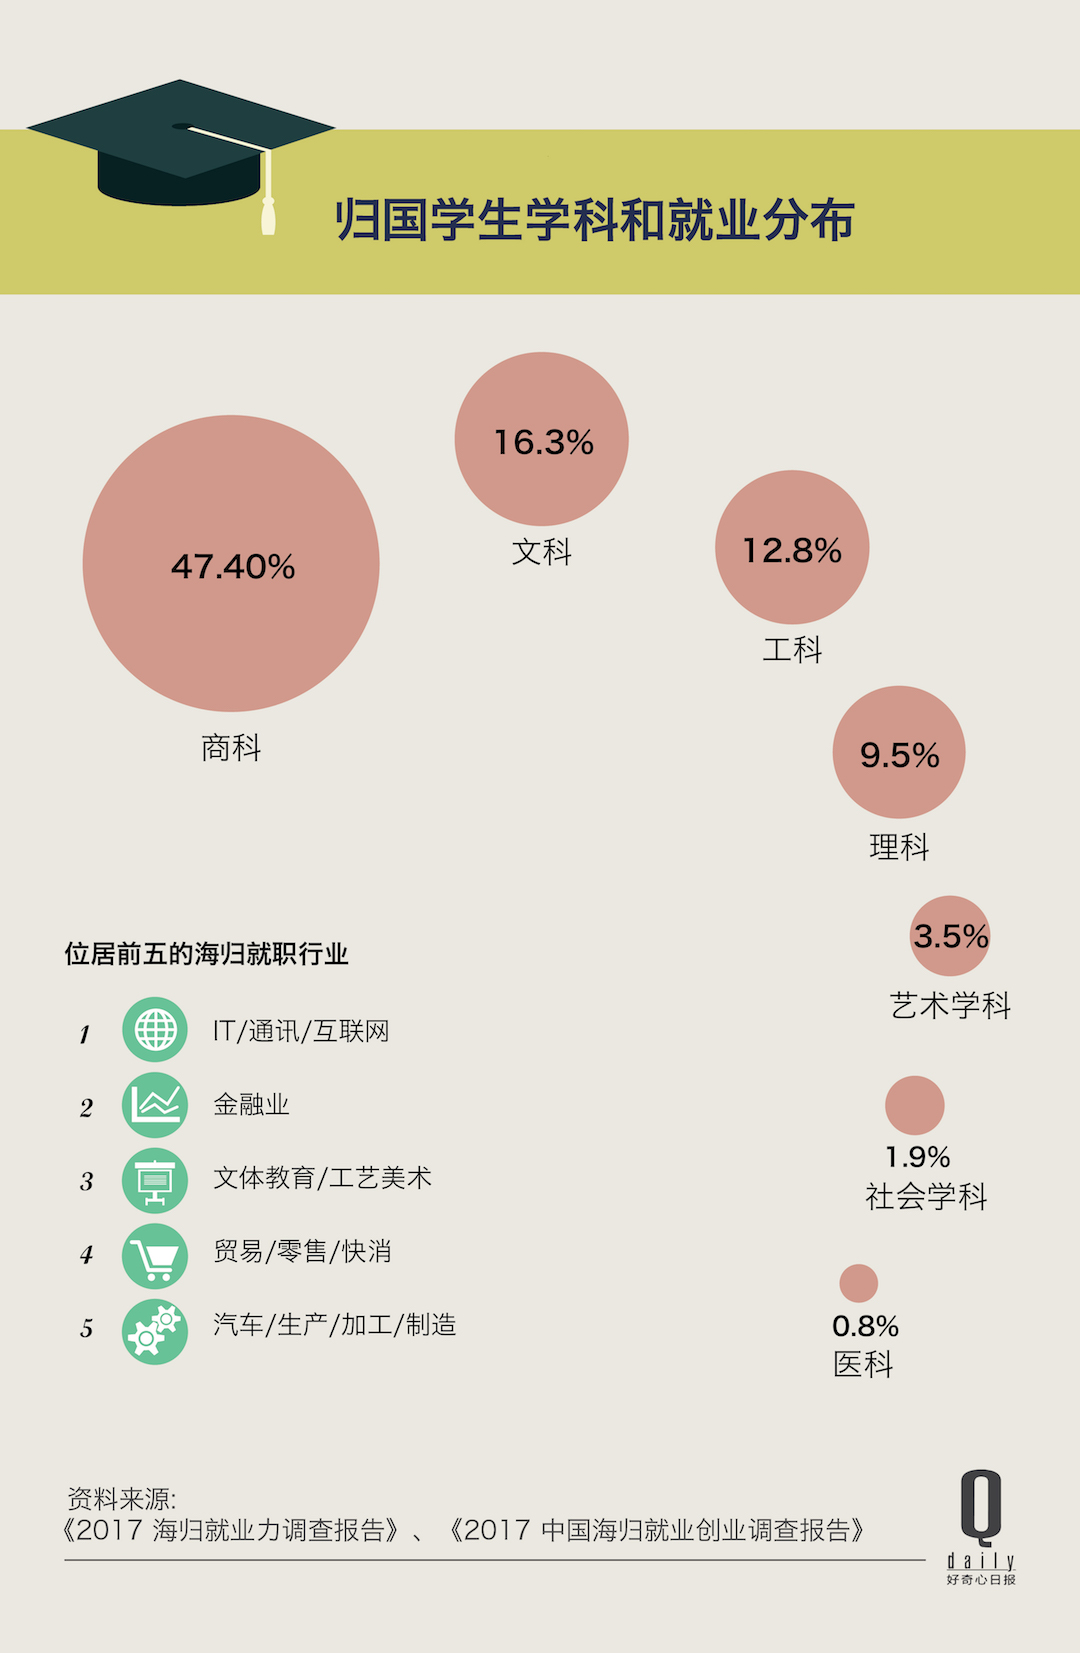 归国学生学科和就业分布
47.40%
商科
16.3%
文科
12.8%
工科
9.5%
理科
3.5%
艺术学科
1.9%
社会学科
0.8%
医科
位居前五的海归就职行业
1 IT/通讯/互联网
2 金融业
3 文体教育/工艺美术
4 贸易/零售/快消
5 汽车/生产/加工/制造
资料来源:
《2017 海归就业力调查报告》、《2017 中国海归就业创业调查报告》
Q
daily
好奇心日报